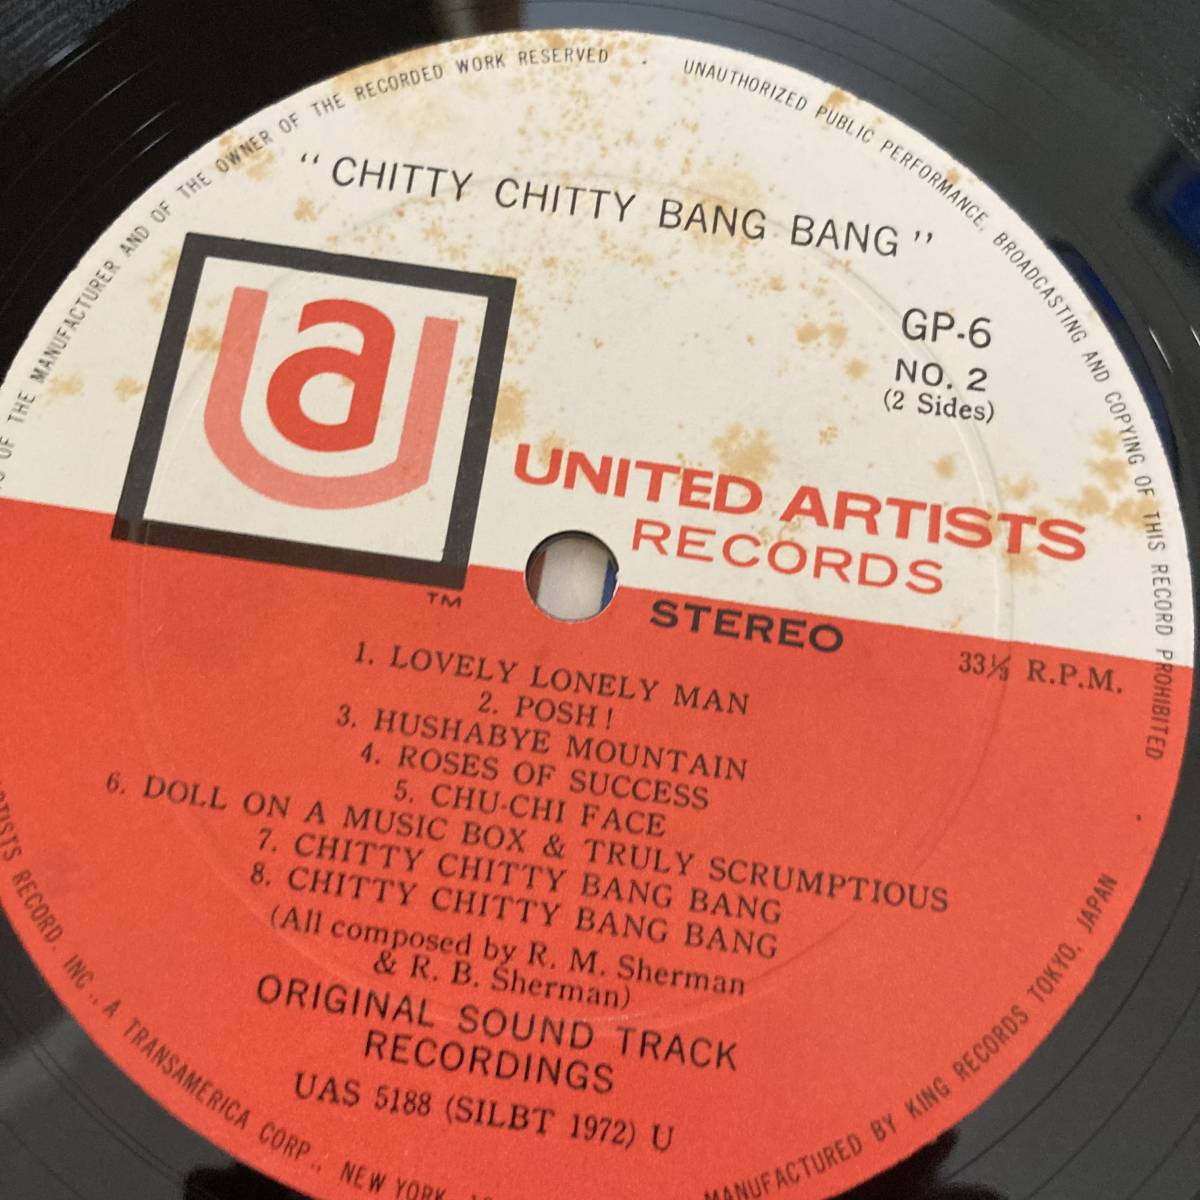 OF THE MANUFACTURER AND OF THE OWNER OF THE RECORDED WORK RESERVED . UNAUTHORIZED PUBLIC PERFORMANCE, BROADCASTING AND COPYING OF THIS RECORD PROHIBITED .
"CHITTY CHITTY BANG BANG"
GP-6
NO. 2
(2 Sides)
ua
TM
UNITED ARTISTS
RECORDS
STEREO
33⅓ R.P.M.
1. LOVELY LONELY MAN
2. POSH!
3. HUSHABYE MOUNTAIN
4. ROSES OF SUCCESS
5. CHU-CHI FACE
6. DOLL ON A MUSIC BOX & TRULY SCRUMPTIOUS
7. CHITTY CHITTY BANG BANG
8. CHITTY CHITTY BANG BANG
(All composed by R. M. Sherman
& R. B. Sherman)
ORIGINAL SOUND TRACK
RECORDINGS
UAS 5188 (SILBT 1972) U
RECORD, INC., A TRANSAMERICA CORP., NEW YORK
MANUFACTURED BY KING RECORDS TOKYO, JAPAN